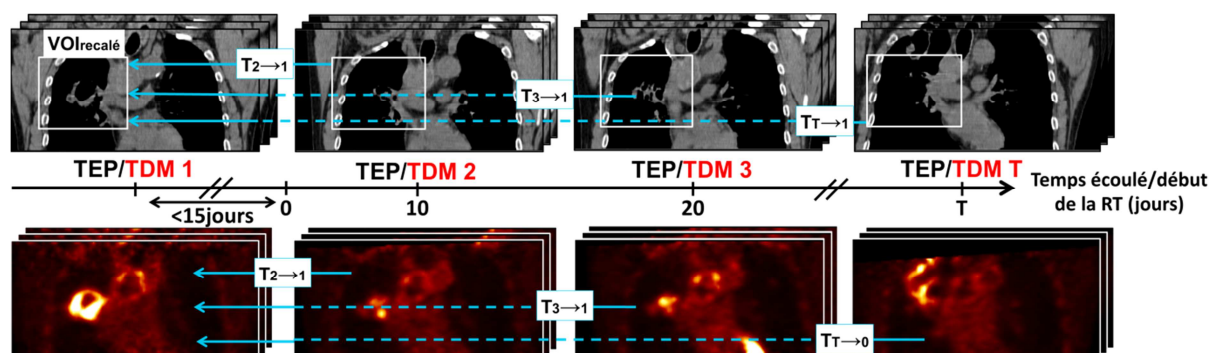 VOIrecalé
T2→1
T3→1
TT→1
TEP/TDM 1
TEP/TDM 2
TEP/TDM 3
TEP/TDM T
<15jours
0
10
20
T
Temps écoulé/début
de la RT (jours)
T2→1
T3→1
TT→0